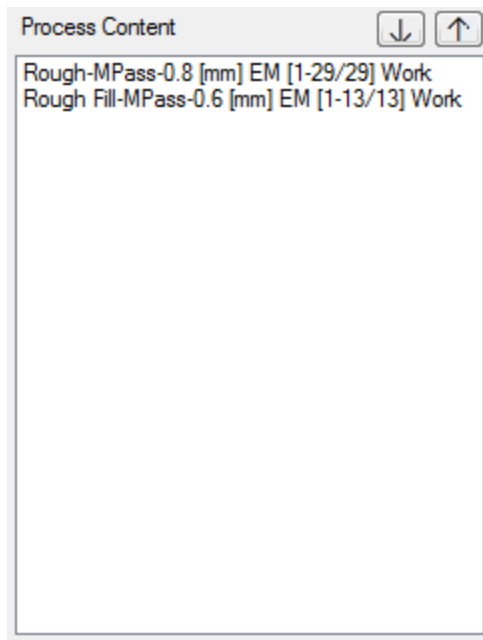 Process Content
Rough-MPass-0.8 [mm] EM [1-29/29] Work
Rough Fill-MPass-0.6 [mm] EM [1-13/13] Work